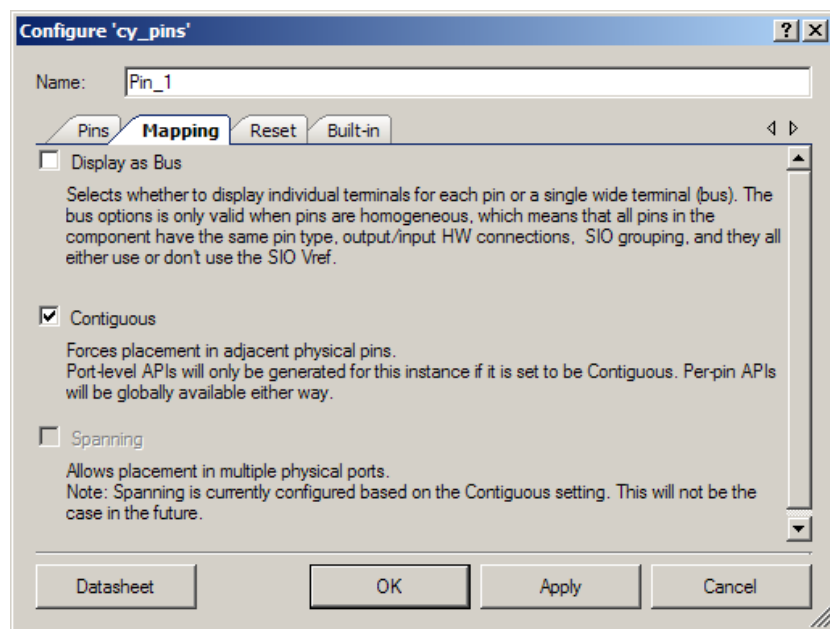 Configure 'cy_pins'
Name: Pin_1
Pins Mapping Reset Built-in
Display as Bus
Selects whether to display individual terminals for each pin or a single wide terminal (bus). The
bus options is only valid when pins are homogeneous, which means that all pins in the
component have the same pin type, output/input HW connections, SIO grouping, and they all
either use or don't use the SIO Vref.
Contiguous
Forces placement in adjacent physical pins.
Port-level APIs will only be generated for this instance if it is set to be Contiguous. Per-pin APIs
will be globally available either way.
Spanning
Allows placement in multiple physical ports.
Note: Spanning is currently configured based on the Contiguous setting. This will not be the
case in the future.
Datasheet OK Apply Cancel